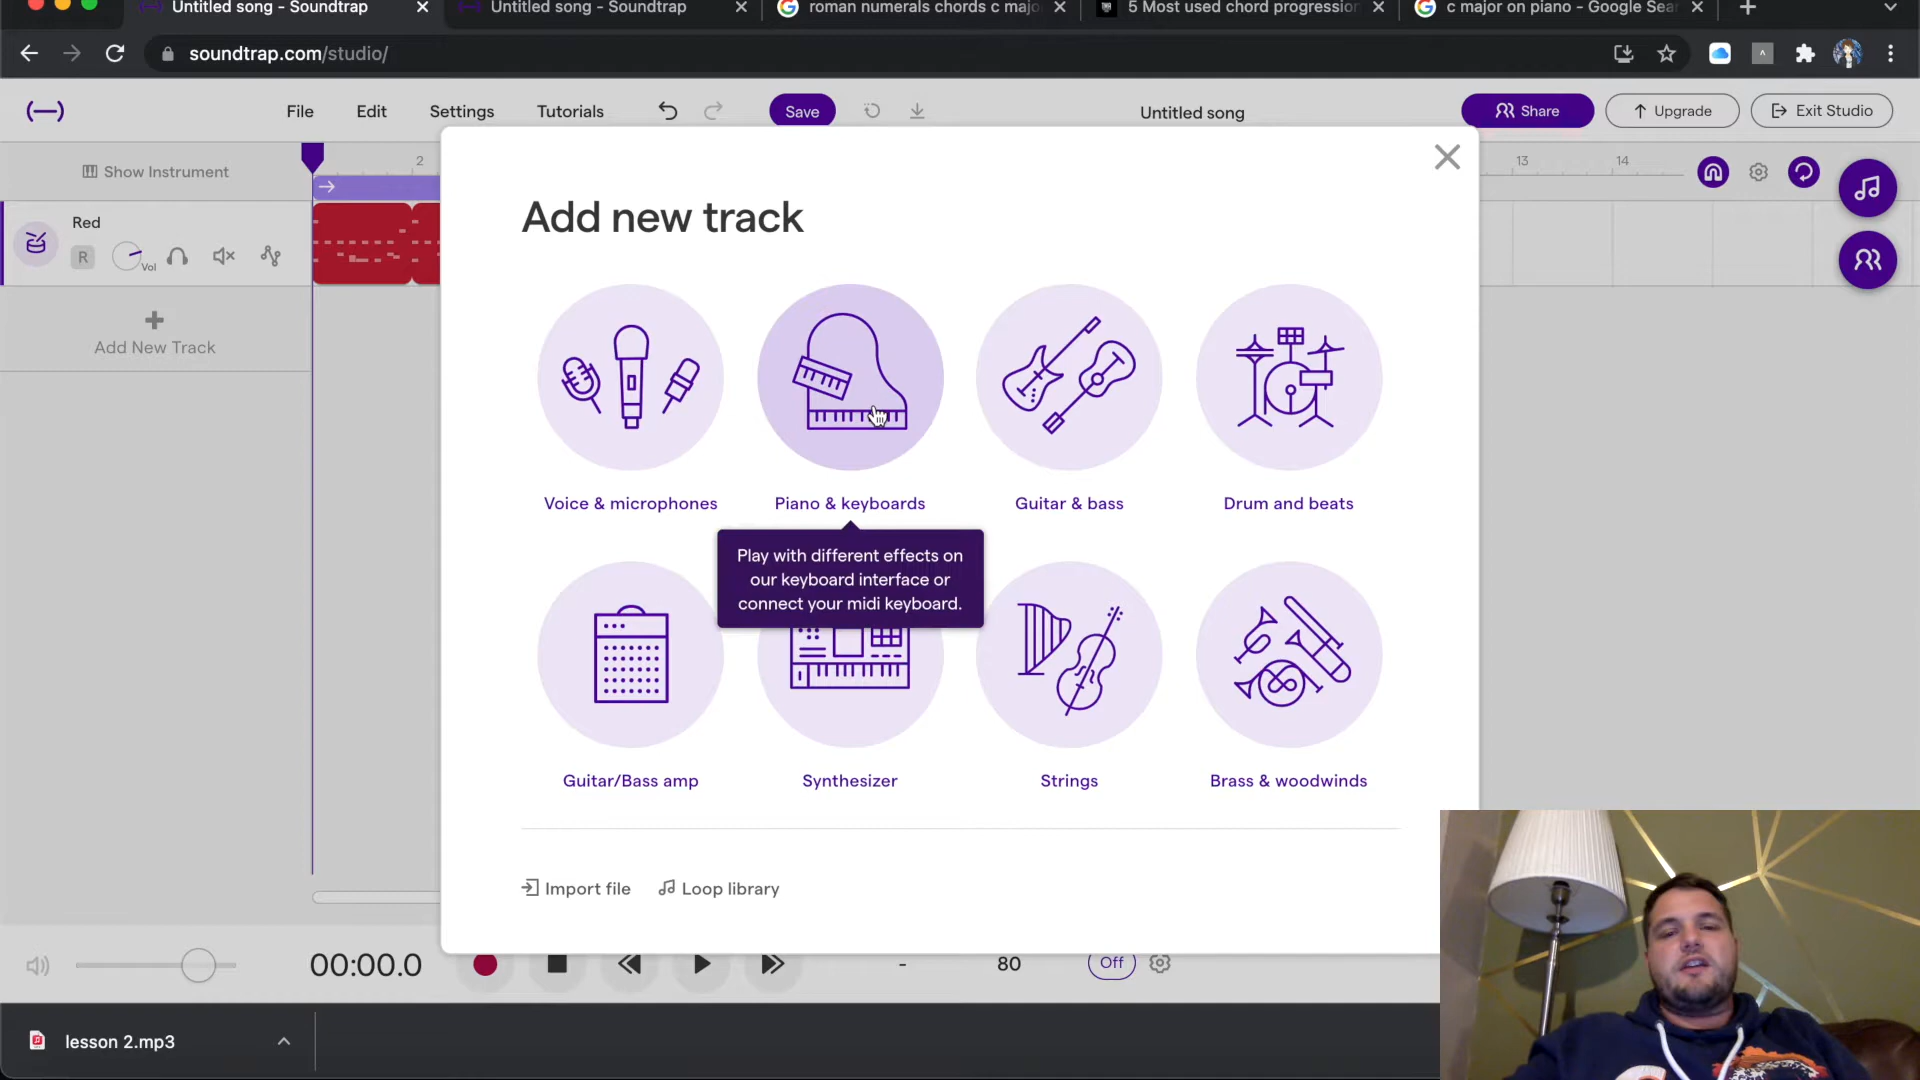 Untitled song - Soundtrap
Untitled song - Soundtrap
roman numerals chords c majo
5 Most used chord progression
c major on piano - Google Sea
soundtrap.com/studio/
File Edit Settings Tutorials Save Untitled song Share Upgrade Exit Studio
Show Instrument
2 13 14
Red
R Vol
Add New Track
Add new track
Voice & microphones
Piano & keyboards
Guitar & bass
Drum and beats
Play with different effects on
our keyboard interface or
connect your midi keyboard.
Guitar/Bass amp
Synthesizer
Strings
Brass & woodwinds
Import file Loop library
00:00.0 - 80 Off
lesson 2.mp3